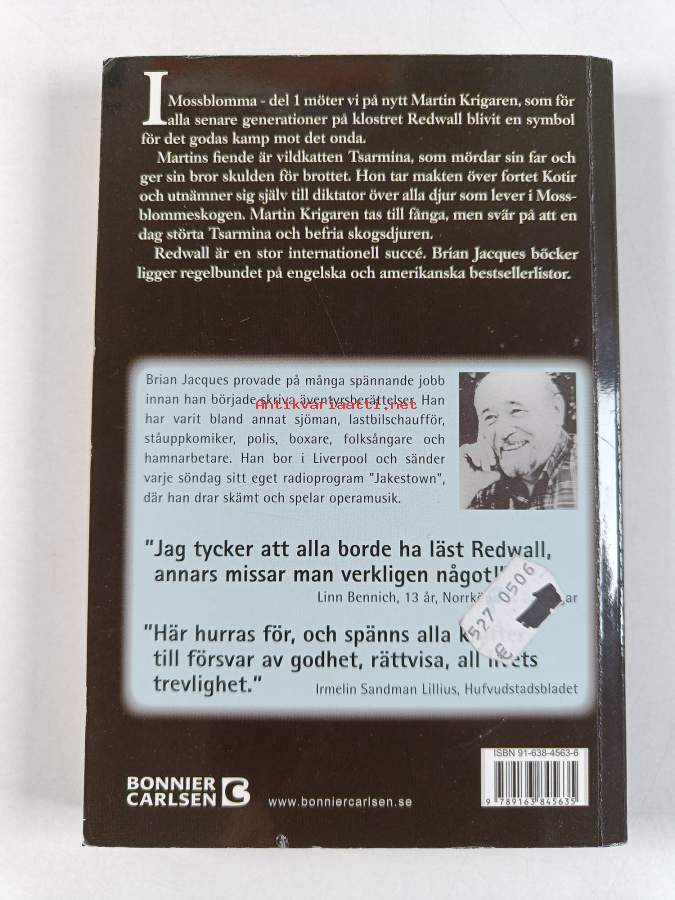 I Mossblomma - del 1 möter vi på nytt Martin Krigaren, som för
alla senare generationer på klostret Redwall blivit en symbol
för det godas kamp mot det onda.
Martins fiende är vildkatten Tsarmina, som mördar sin far och
ger sin bror skulden för brottet. Hon tar makten över fortet Kotir
och utnämner sig själv till diktator över alla djur som lever i Moss-
blommeskogen. Martin Krigaren tas till fånga, men svär på att en
dag störta Tsarmina och befria skogsdjuren.
Redwall är en stor internationell succé. Brian Jacques böcker
ligger regelbundet på engelska och amerikanska bestsellerlistor.
Brian Jacques provade på många spännande jobb
innan han började skriva äventyrsberättelser. Han
Antikvariaatti.net
har varit bland annat sjöman, lastbilschaufför,
ståuppkomiker, polis, boxare, folksångare och
hamnarbetare. Han bor i Liverpool och sänder
varje söndag sitt eget radioprogram "Jakestown",
där han drar skämt och spelar operamusik.
"Jag tycker att alla borde ha läst Redwall,
annars missar man verkligen något!"
Linn Bennich, 13 år,
527 0506
€
"Här hurras för, och spänns alla
till försvar av godhet, rättvisa, all livets
trevlighet."
Irmelin Sandman Lillius, Hufvudstadsbladet
ISBN 91-638-4563-6
9 789163 845635
BONNIER
CARLSEN
www.bonniercarlsen.se